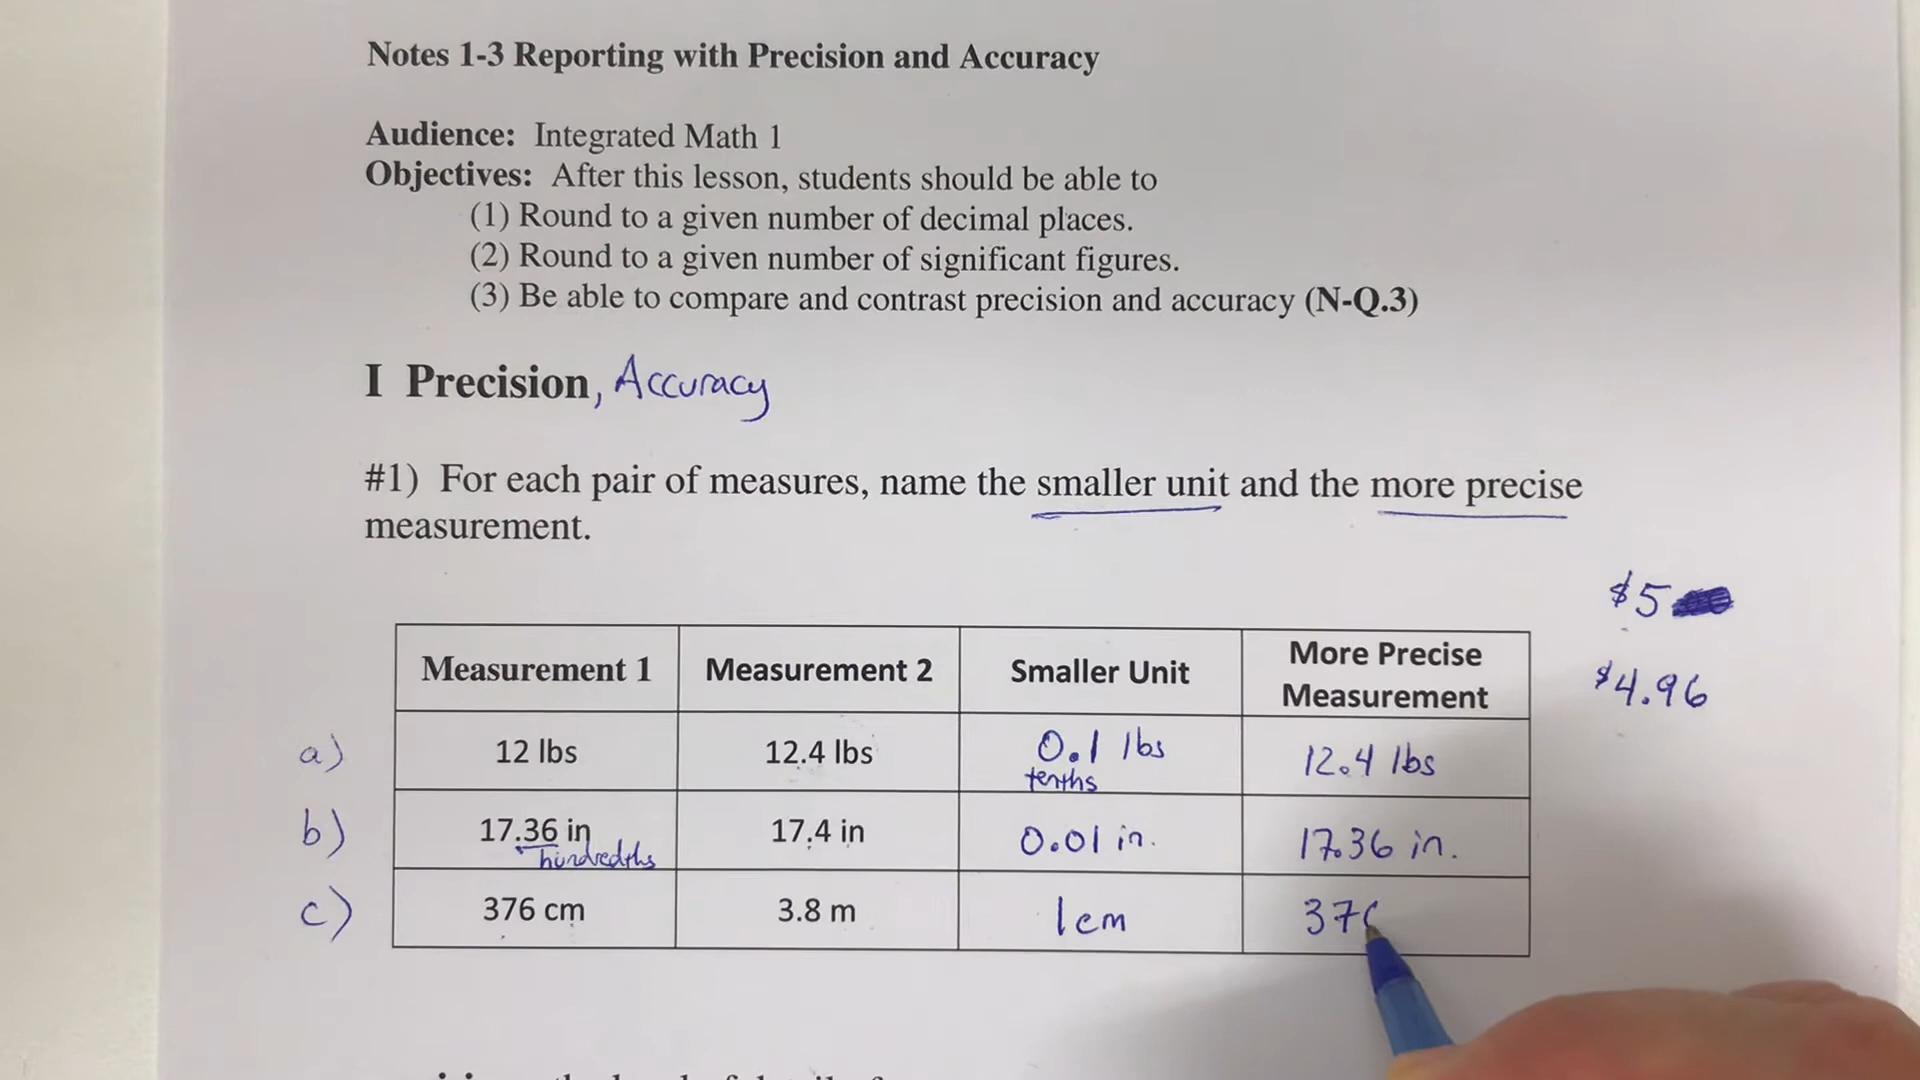 Notes 1-3 Reporting with Precision and Accuracy
Audience: Integrated Math 1
Objectives: After this lesson, students should be able to
(1) Round to a given number of decimal places.
(2) Round to a given number of significant figures.
(3) Be able to compare and contrast precision and accuracy (N-Q.3)
I Precision, Accuracy
#1) For each pair of measures, name the smaller unit and the more precise
measurement.
$5
$4.96
Measurement 1 Measurement 2 Smaller Unit More Precise Measurement
a) 12 lbs 12.4 lbs 0.1 lbs tenths 12.4 lbs
b) 17.36 in hundredths 17.4 in 0.01 in. 17.36 in.
c) 376 cm 3.8 m 1 cm 376